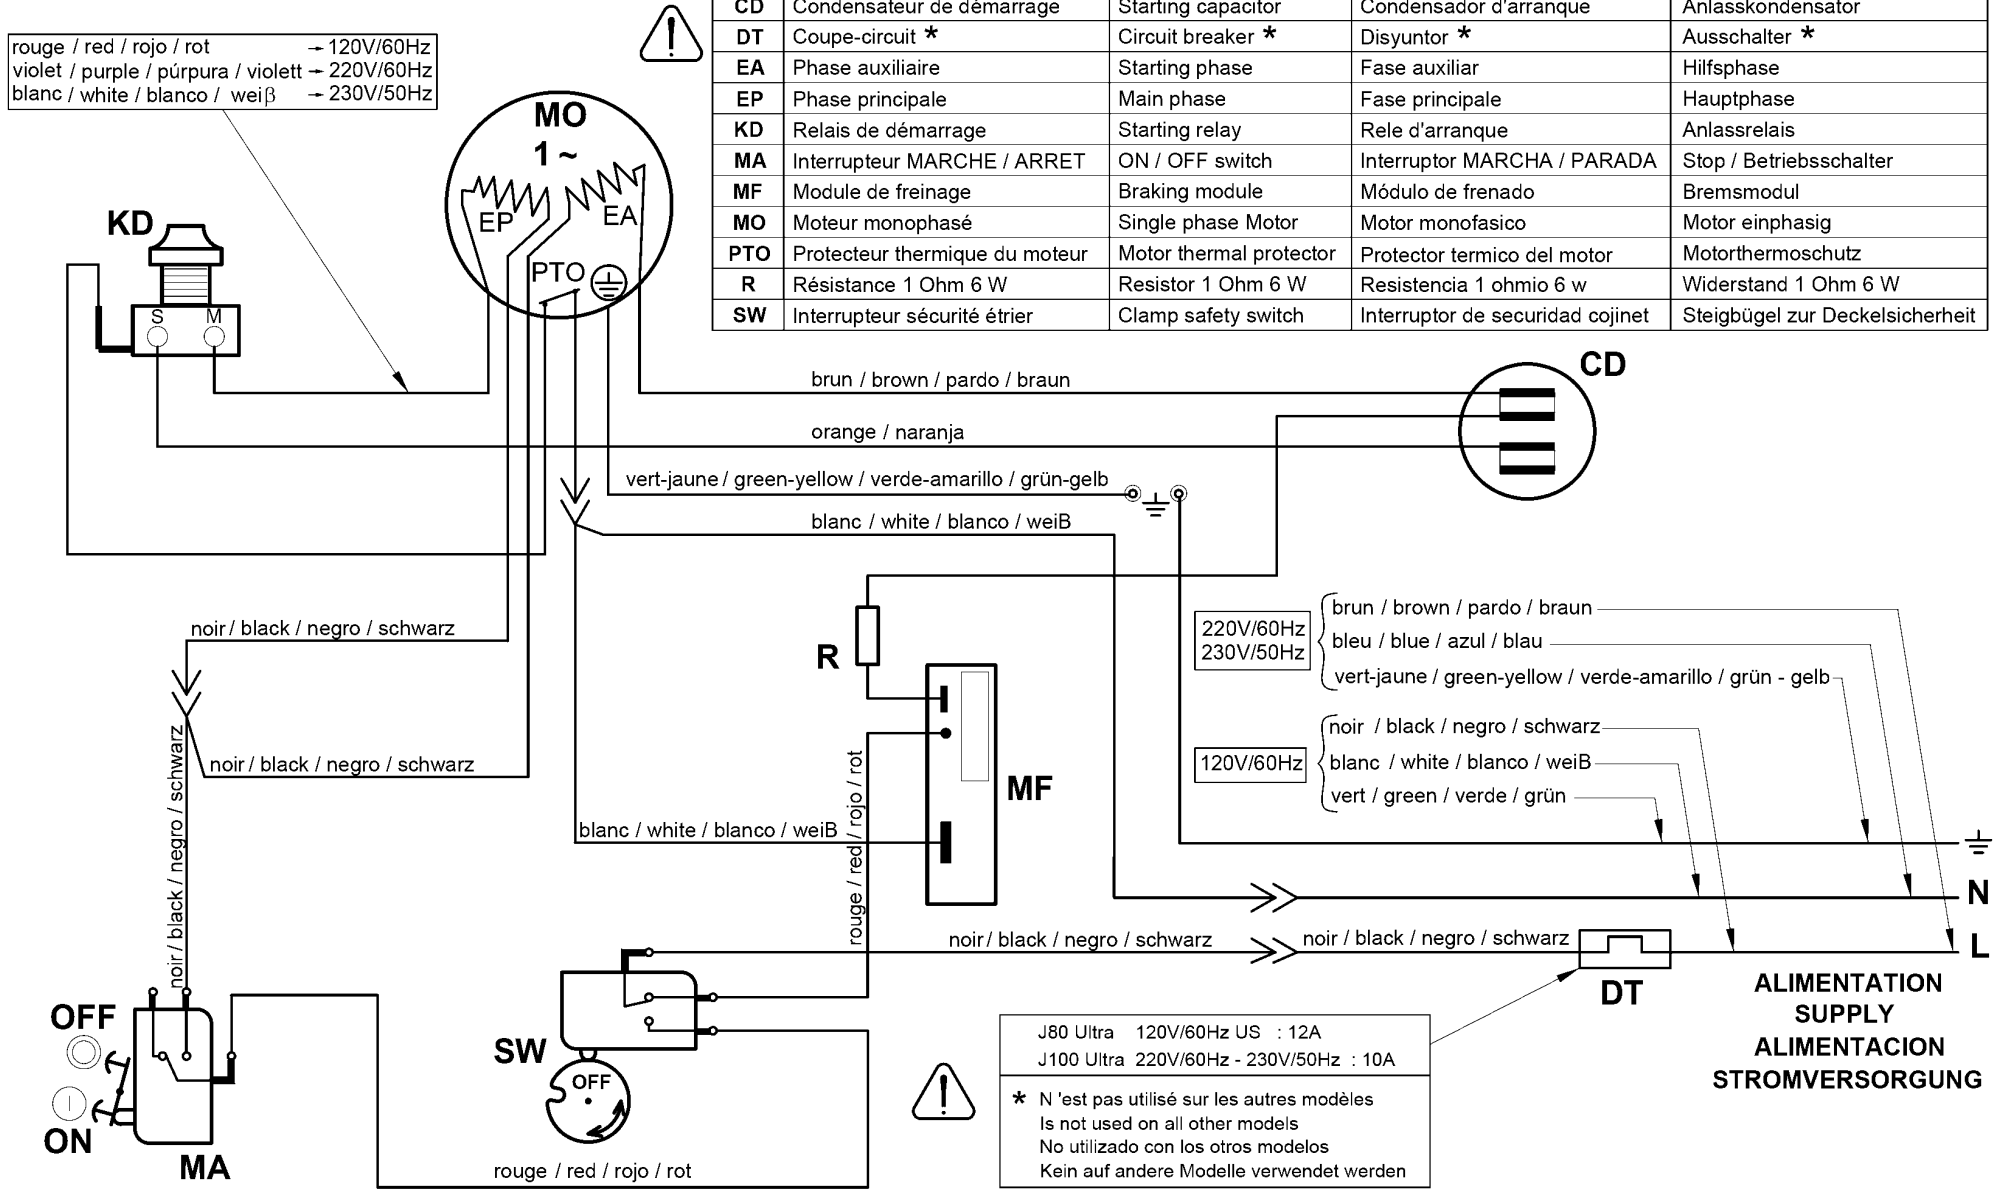 CD Condensateur de démarrage Starting capacitor Condensador d'arranque Anlasskondensator
DT Coupe-circuit * Circuit breaker * Disyuntor * Ausschalter *
EA Phase auxiliaire Starting phase Fase auxiliar Hilfsphase
EP Phase principale Main phase Fase principale Hauptphase
KD Relais de démarrage Starting relay Rele d'arranque Anlassrelais
MA Interrupteur MARCHE / ARRET ON / OFF switch Interruptor MARCHA / PARADA Stop / Betriebsschalter
MF Module de freinage Braking module Módulo de frenado Bremsmodul
MO Moteur monophasé Single phase Motor Motor monofasico Motor einphasig
PTO Protecteur thermique du moteur Motor thermal protector Protector termico del motor Motorthermoschutz
R Résistance 1 Ohm 6 W Resistor 1 Ohm 6 W Resistencia 1 ohmio 6 w Widerstand 1 Ohm 6 W
SW Interrupteur sécurité étrier Clamp safety switch Interruptor de securidad cojinet Steigbügel zur Deckelsicherheit
rouge / red / rojo / rot → 120V/60Hz
violet / purple / púrpura / violett → 220V/60Hz
blanc / white / blanco / weiβ → 230V/50Hz
MO
1 ~
EP
EA
PTO
KD
S M
CD
brun / brown / pardo / braun
orange / naranja
vert-jaune / green-yellow / verde-amarillo / grün-gelb
blanc / white / blanco / weiB
noir / black / negro / schwarz
noir / black / negro / schwarz
noir / black / negro / schwarz
R
MF
blanc / white / blanco / weiB
rouge / red / rojo / rot
220V/60Hz
230V/50Hz
brun / brown / pardo / braun
bleu / blue / azul / blau
vert-jaune / green-yellow / verde-amarillo / grün - gelb
120V/60Hz
noir / black / negro / schwarz
blanc / white / blanco / weiB
vert / green / verde / grün
N
L
noir / black / negro / schwarz
noir / black / negro / schwarz
DT
ALIMENTATION
SUPPLY
ALIMENTACION
STROMVERSORGUNG
OFF
ON
MA
SW
OFF
rouge / red / rojo / rot
J80 Ultra 120V/60Hz US : 12A
J100 Ultra 220V/60Hz - 230V/50Hz : 10A
* N 'est pas utilisé sur les autres modèles
Is not used on all other models
No utilizado con los otros modelos
Kein auf andere Modelle verwendet werden